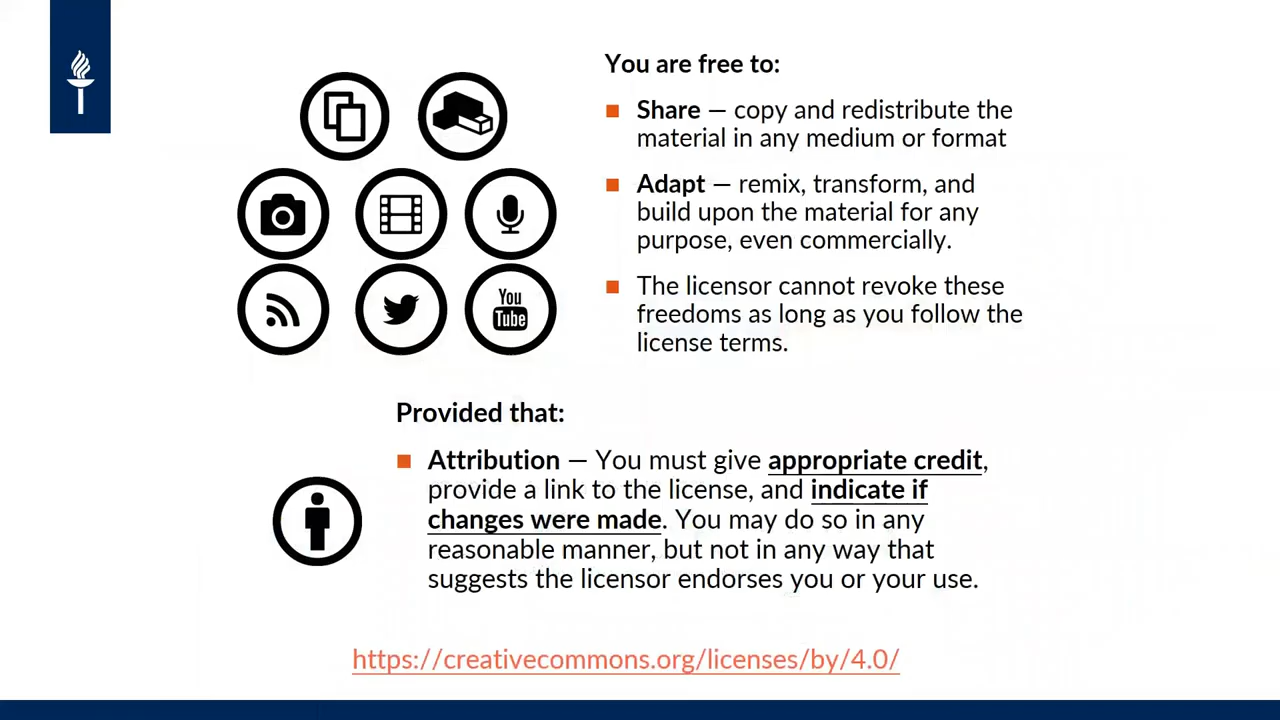 You are free to:
Share — copy and redistribute the
material in any medium or format
Adapt — remix, transform, and
build upon the material for any
purpose, even commercially.
The licensor cannot revoke these
freedoms as long as you follow the
license terms.
You
Tube
Provided that:
Attribution — You must give appropriate credit,
provide a link to the license, and indicate if
changes were made. You may do so in any
reasonable manner, but not in any way that
suggests the licensor endorses you or your use.
https://creativecommons.org/licenses/by/4.0/